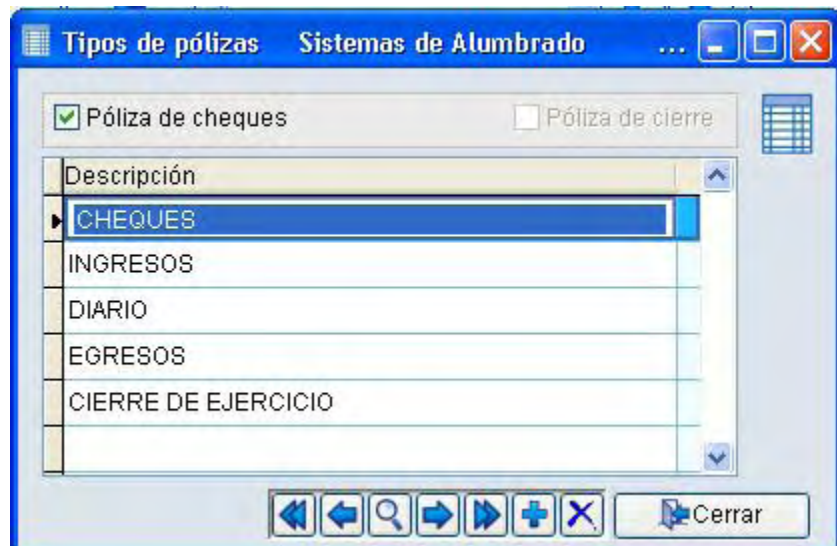 Tipos de pólizas Sistemas de Alumbrado ...
Póliza de cheques Póliza de cierre
Descripción
CHEQUES
INGRESOS
DIARIO
EGRESOS
CIERRE DE EJERCICIO
Cerrar